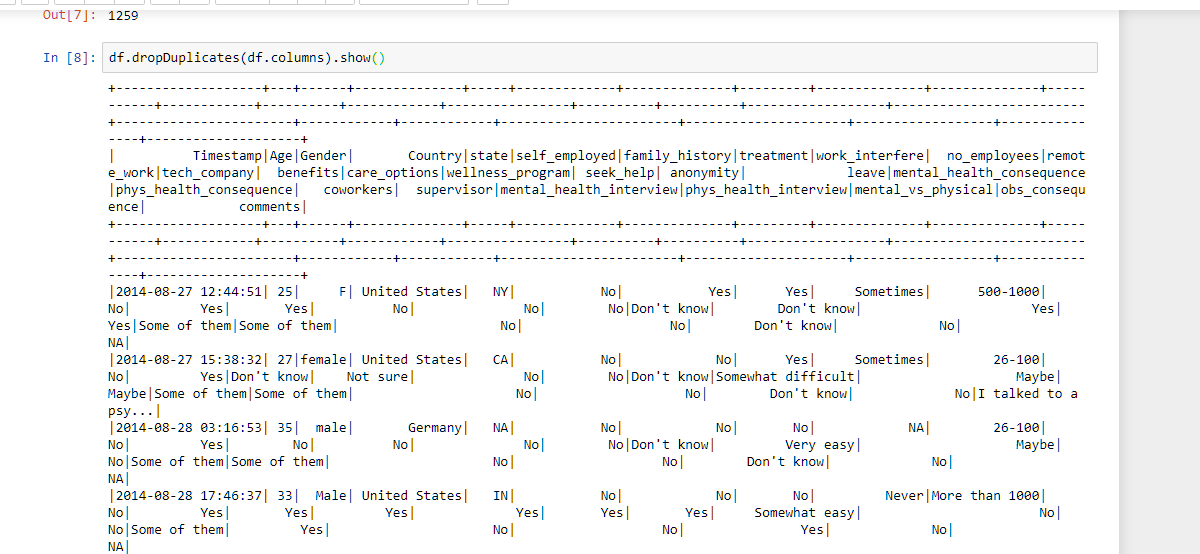 Out[7]: 1259
In [8]: df.dropDuplicates(df.columns).show()
+-------------------+---+------+--------------+-----+-------------+--------------+---------+--------------+--------------+-----
------+------------+----------+------------+----------------+----------+----------+------------------+-------------------------
+-----------------------+------------+------------+-----------------------+---------------------+------------------+-----------
----+--------------------+
| Timestamp|Age|Gender| Country|state|self_employed|family_history|treatment|work_interfere| no_employees|remot
e_work|tech_company| benefits|care_options|wellness_program| seek_help| anonymity| leave|mental_health_consequence
|phys_health_consequence| coworkers| supervisor|mental_health_interview|phys_health_interview|mental_vs_physical|obs_consequ
ence| comments|
+-------------------+---+------+--------------+-----+-------------+--------------+---------+--------------+--------------+-----
------+------------+----------+------------+----------------+----------+----------+------------------+-------------------------
+-----------------------+------------+------------+-----------------------+---------------------+------------------+-----------
----+--------------------+
|2014-08-27 12:44:51| 25| F| United States| NY| No| Yes| Yes| Sometimes| 500-1000|
No| Yes| Yes| No| No| No|Don't know| Don't know| Yes|
Yes|Some of them|Some of them| No| No| Don't know| No|
NA|
|2014-08-27 15:38:32| 27|female| United States| CA| No| No| Yes| Sometimes| 26-100|
No| Yes|Don't know| Not sure| No| No|Don't know|Somewhat difficult| Maybe|
Maybe|Some of them|Some of them| No| No| Don't know| No|I talked to a
psy...|
|2014-08-28 03:16:53| 35| male| Germany| NA| No| No| No| NA| 26-100|
No| Yes| No| No| No| No|Don't know| Very easy| Maybe|
No|Some of them|Some of them| No| No| Don't know| No|
NA|
|2014-08-28 17:46:37| 33| Male| United States| IN| No| No| No| Never|More than 1000|
No| Yes| Yes| Yes| Yes| Yes| Yes| Somewhat easy| No|
No|Some of them| Yes| No| No| Yes| No|
NA|